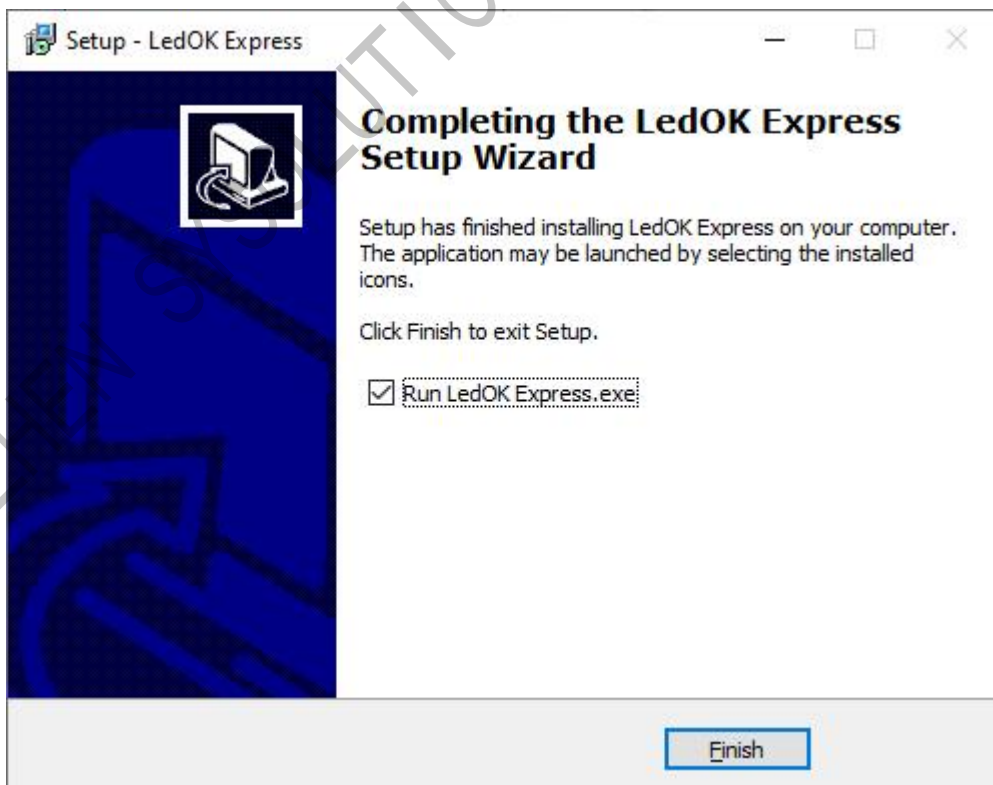 Setup - LedOK Express
Completing the LedOK Express
Setup Wizard
Setup has finished installing LedOK Express on your computer.
The application may be launched by selecting the installed
icons.
Click Finish to exit Setup.
Run LedOK Express.exe
Finish